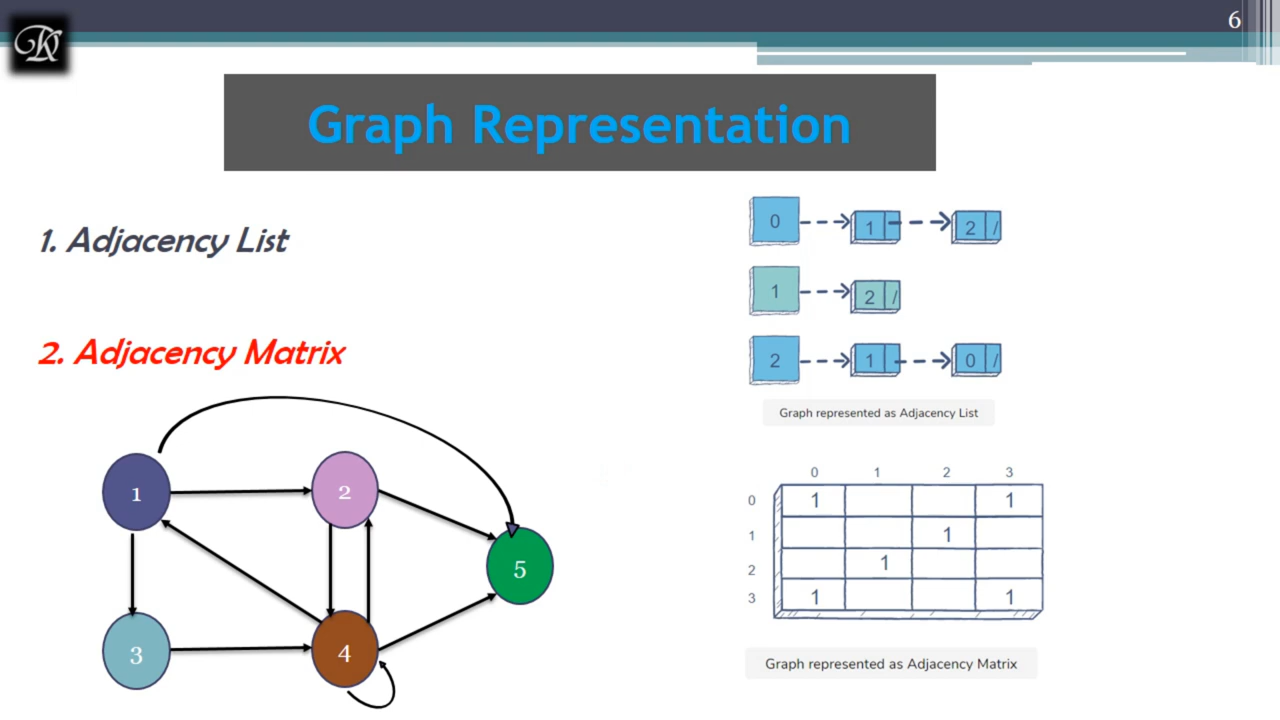 6
Graph Representation
1. Adjacency List
2. Adjacency Matrix
0 1 2 /
1 2 /
2 1 0 /
Graph represented as Adjacency List
1
2
5
3
4
0 1 2 3
0 1 1
1 1
2 1
3 1 1
Graph represented as Adjacency Matrix